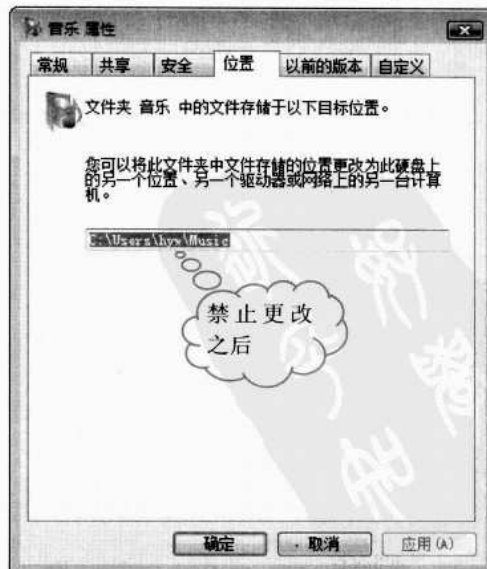 音乐 属性
常规 共享 安全 位置 以前的版本 自定义
文件夹 音乐 中的文件存储于以下目标位置。
您可以将此文件夹中文件存储的位置更改为此硬盘上
的另一个位置、另一个驱动器或网络上的另一台计算
机。
C:\Users\hyw\Music
禁止更改
之后
确定 取消 应用(A)